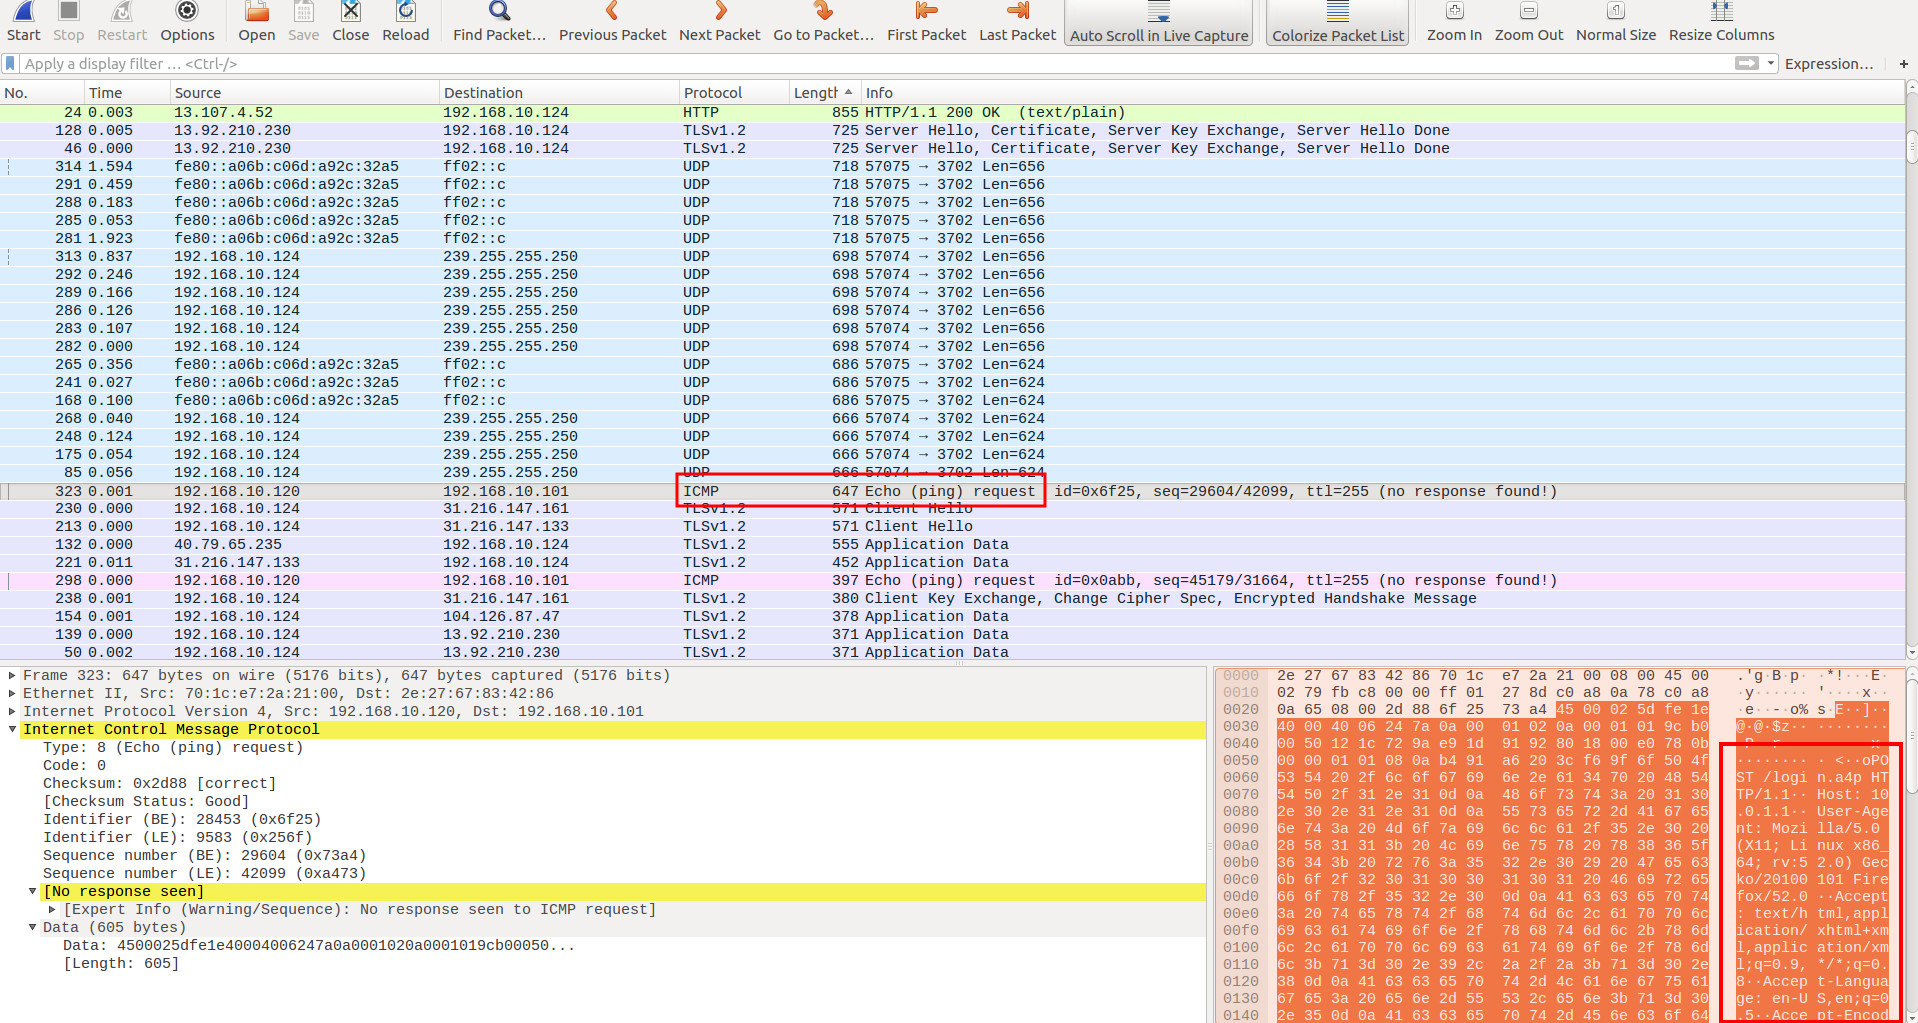 Start Stop Restart Options Open Save Close Reload Find Packet... Previous Packet Next Packet Go to Packet... First Packet Last Packet Auto Scroll in Live Capture Colorize Packet List Zoom In Zoom Out Normal Size Resize Columns
Apply a display filter ... <Ctrl-/> Expression... +
No. Time Source Destination Protocol Length Info
24 0.003 13.107.4.52 192.168.10.124 HTTP 855 HTTP/1.1 200 OK (text/plain)
128 0.005 13.92.210.230 192.168.10.124 TLSv1.2 725 Server Hello, Certificate, Server Key Exchange, Server Hello Done
46 0.000 13.92.210.230 192.168.10.124 TLSv1.2 725 Server Hello, Certificate, Server Key Exchange, Server Hello Done
314 1.594 fe80::a06b:c06d:a92c:32a5 ff02::c UDP 718 57075 → 3702 Len=656
291 0.459 fe80::a06b:c06d:a92c:32a5 ff02::c UDP 718 57075 → 3702 Len=656
288 0.183 fe80::a06b:c06d:a92c:32a5 ff02::c UDP 718 57075 → 3702 Len=656
285 0.053 fe80::a06b:c06d:a92c:32a5 ff02::c UDP 718 57075 → 3702 Len=656
281 1.923 fe80::a06b:c06d:a92c:32a5 ff02::c UDP 718 57075 → 3702 Len=656
313 0.837 192.168.10.124 239.255.255.250 UDP 698 57074 → 3702 Len=656
292 0.246 192.168.10.124 239.255.255.250 UDP 698 57074 → 3702 Len=656
289 0.166 192.168.10.124 239.255.255.250 UDP 698 57074 → 3702 Len=656
286 0.126 192.168.10.124 239.255.255.250 UDP 698 57074 → 3702 Len=656
283 0.107 192.168.10.124 239.255.255.250 UDP 698 57074 → 3702 Len=656
282 0.000 192.168.10.124 239.255.255.250 UDP 698 57074 → 3702 Len=656
265 0.356 fe80::a06b:c06d:a92c:32a5 ff02::c UDP 686 57075 → 3702 Len=624
241 0.027 fe80::a06b:c06d:a92c:32a5 ff02::c UDP 686 57075 → 3702 Len=624
168 0.100 fe80::a06b:c06d:a92c:32a5 ff02::c UDP 686 57075 → 3702 Len=624
268 0.040 192.168.10.124 239.255.255.250 UDP 666 57074 → 3702 Len=624
248 0.124 192.168.10.124 239.255.255.250 UDP 666 57074 → 3702 Len=624
175 0.054 192.168.10.124 239.255.255.250 UDP 666 57074 → 3702 Len=624
85 0.056 192.168.10.124 239.255.255.250 UDP 666 57074 → 3702 Len=624
323 0.001 192.168.10.120 192.168.10.101 ICMP 647 Echo (ping) request id=0x6f25, seq=29604/42099, ttl=255 (no response found!)
230 0.000 192.168.10.124 31.216.147.161 TLSv1.2 571 Client Hello
213 0.000 192.168.10.124 31.216.147.133 TLSv1.2 571 Client Hello
132 0.000 40.79.65.235 192.168.10.124 TLSv1.2 555 Application Data
221 0.011 31.216.147.133 192.168.10.124 TLSv1.2 452 Application Data
298 0.000 192.168.10.120 192.168.10.101 ICMP 397 Echo (ping) request id=0x0abb, seq=45179/31664, ttl=255 (no response found!)
238 0.001 192.168.10.124 31.216.147.161 TLSv1.2 380 Client Key Exchange, Change Cipher Spec, Encrypted Handshake Message
154 0.001 192.168.10.124 104.126.87.47 TLSv1.2 378 Application Data
139 0.000 192.168.10.124 13.92.210.230 TLSv1.2 371 Application Data
50 0.002 192.168.10.124 13.92.210.230 TLSv1.2 371 Application Data
Frame 323: 647 bytes on wire (5176 bits), 647 bytes captured (5176 bits)
Ethernet II, Src: 70:1c:e7:2a:21:00, Dst: 2e:27:67:83:42:86
Internet Protocol Version 4, Src: 192.168.10.120, Dst: 192.168.10.101
Internet Control Message Protocol
Type: 8 (Echo (ping) request)
Code: 0
Checksum: 0x2d88 [correct]
[Checksum Status: Good]
Identifier (BE): 28453 (0x6f25)
Identifier (LE): 9583 (0x256f)
Sequence number (BE): 29604 (0x73a4)
Sequence number (LE): 42099 (0xa473)
[No response seen]
[Expert Info (Warning/Sequence): No response seen to ICMP request]
Data (605 bytes)
Data: 4500025dfe1e40004006247a0a0001020a0001019cb00050...
[Length: 605]
0000 2e 27 67 83 42 86 70 1c e7 2a 21 00 08 00 45 00 .'g·B·p· ·*!···E·
0010 02 79 fb c8 00 00 ff 01 27 8d c0 a8 0a 78 c0 a8 ·y······ '····x··
0020 0a 65 08 00 2d 88 6f 25 73 a4 45 00 02 5d fe 1e ·e··-·o% s·E··]··
0030 40 00 40 06 24 7a 0a 00 01 02 0a 00 01 01 9c b0 @·@·$z·· ········
0040 00 50 12 1c 72 9a e9 1d 91 92 80 18 00 e0 78 0b ·P··r··· ······x·
0050 00 00 01 01 08 0a b4 91 a6 20 3c f6 9f 6f 50 4f ········ · <··oPO
0060 53 54 20 2f 6c 6f 67 69 6e 2e 61 34 70 20 48 54 ST /logi n.a4p HT
0070 54 50 2f 31 2e 31 0d 0a 48 6f 73 74 3a 20 31 30 TP/1.1·· Host: 10
0080 2e 30 2e 31 2e 31 0d 0a 55 73 65 72 2d 41 67 65 .0.1.1·· User-Age
0090 6e 74 3a 20 4d 6f 7a 69 6c 6c 61 2f 35 2e 30 20 nt: Mozi lla/5.0
00a0 28 58 31 31 3b 20 4c 69 6e 75 78 20 78 38 36 5f (X11; Li nux x86_
00b0 36 34 3b 20 72 76 3a 35 32 2e 30 29 20 47 65 63 64; rv:5 2.0) Gec
00c0 6b 6f 2f 32 30 31 30 30 31 30 31 20 46 69 72 65 ko/20100 101 Fire
00d0 66 6f 78 2f 35 32 2e 30 0d 0a 41 63 63 65 70 74 fox/52.0 ··Accept
00e0 3a 20 74 65 78 74 2f 68 74 6d 6c 2c 61 70 70 6c : text/h tml,appl
00f0 69 63 61 74 69 6f 6e 2f 78 68 74 6d 6c 2b 78 6d ication/ xhtml+xm
0100 6c 2c 61 70 70 6c 69 63 61 74 69 6f 6e 2f 78 6d l,applic ation/xm
0110 6c 3b 71 3d 30 2e 39 2c 2a 2f 2a 3b 71 3d 30 2e l;q=0.9, */*;q=0.
0120 38 0d 0a 41 63 63 65 70 74 2d 4c 61 6e 67 75 61 8··Accep t-Langua
0130 67 65 3a 20 65 6e 2d 55 53 2c 65 6e 3b 71 3d 30 ge: en-U S,en;q=0
0140 2e 35 0d 0a 41 63 63 65 70 74 2d 45 6e 63 6f 64 .5··Acce pt-Encod